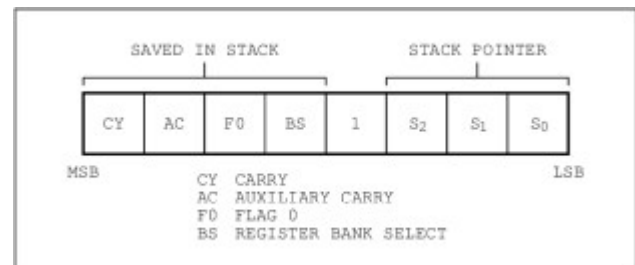 SAVED IN STACK STACK POINTER
CY AC F0 BS 1 S2 S1 S0
MSB LSB
CY CARRY
AC AUXILIARY CARRY
F0 FLAG 0
BS REGISTER BANK SELECT